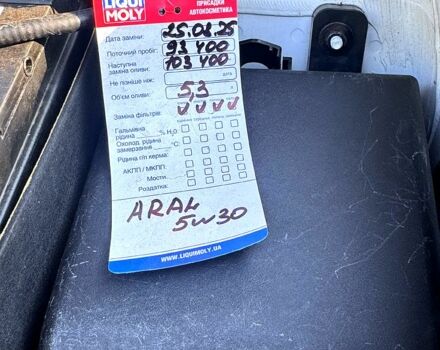 LIQUI
MOLY
ПРИСАДКИ
АВТОКОСМЕТИКА
Дата заміни: 25.08.25
Поточний пробіг: 93 400
Наступна
заміна оливи: 103 400
Не пізніше ніж: дата
Об'єм оливи: 5,3 л
Заміна фільтрів:
Гальмівна
рідина % H₂0:
Охолод. рідина
замерзання °C
Рідина г/п керма:
АКПП / МКПП:
Мости:
Роздатка:
ARAL
5W30
WWW.LIQUIMOLY.UA